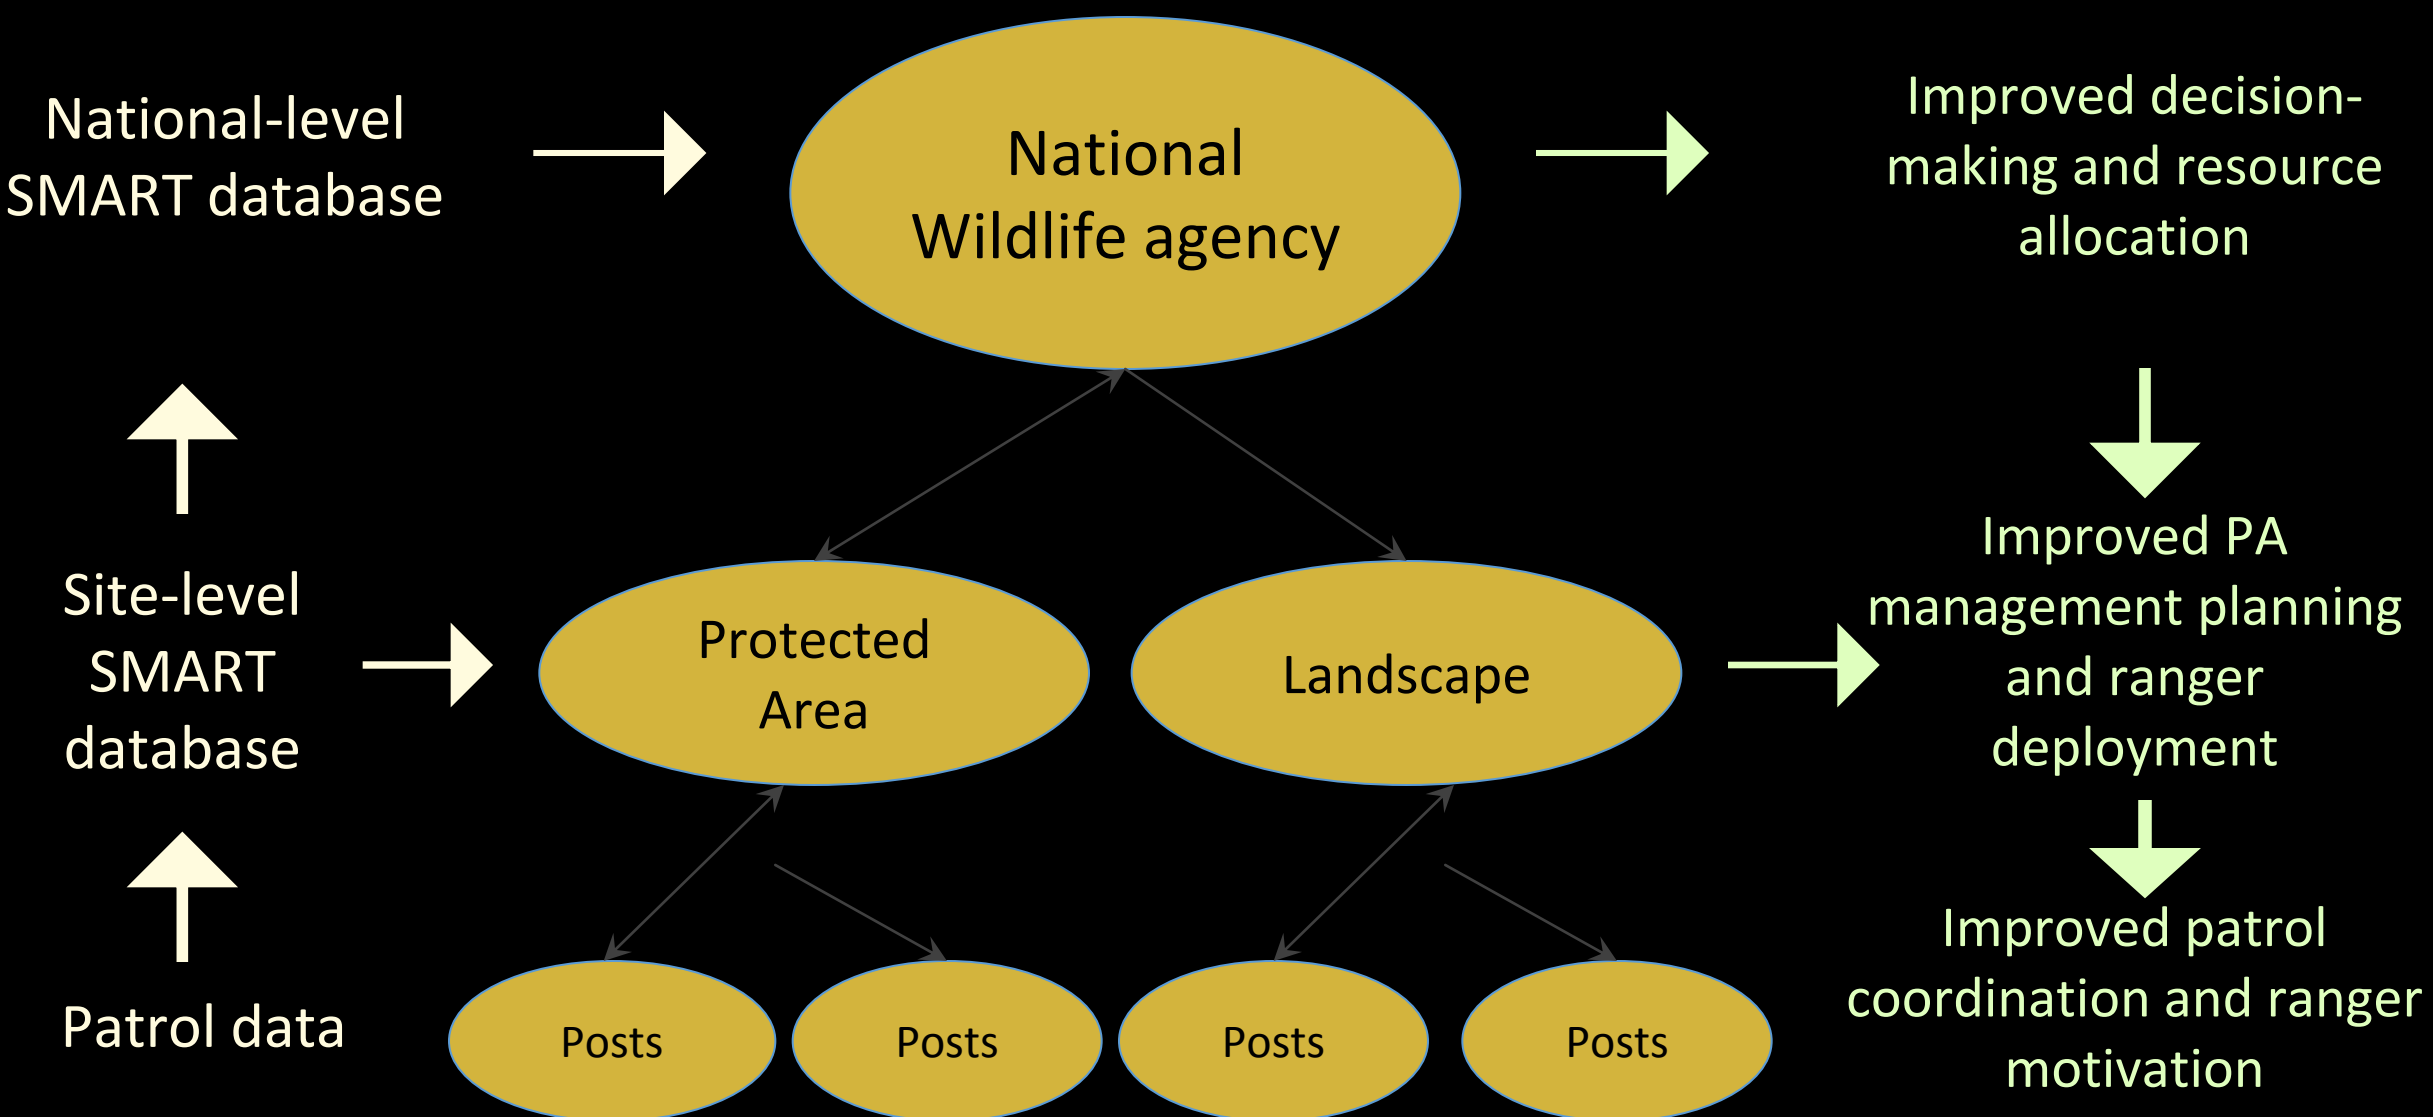 National-level
SMART database
National
Wildlife agency
Improved decision-
making and resource
allocation
Site-level
SMART
database
Protected
Area
Landscape
Improved PA
management planning
and ranger
deployment
Patrol data
Posts
Posts
Posts
Posts
Improved patrol
coordination and ranger
motivation